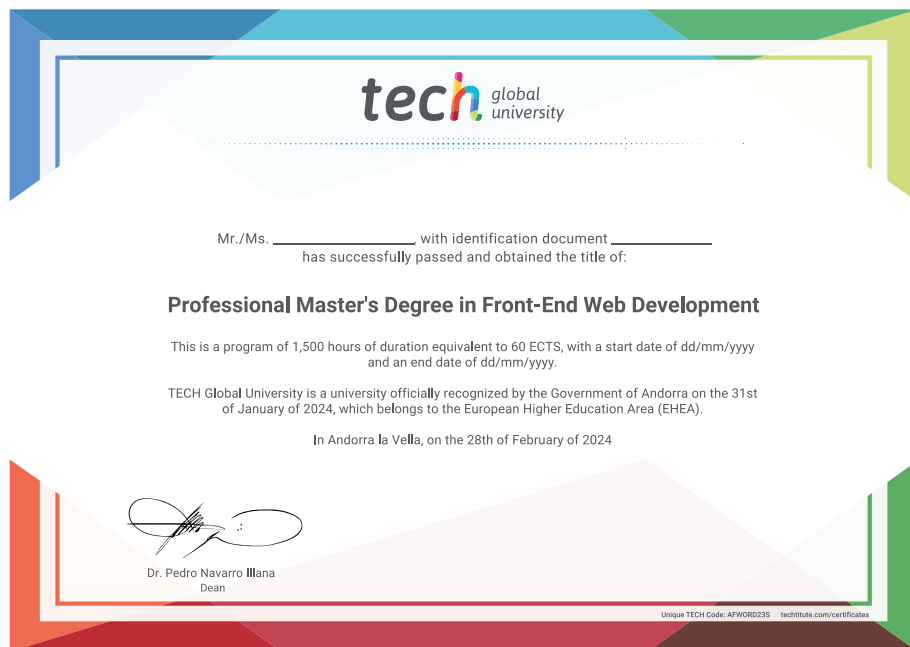 tech global
university
Mr./Ms. ____________, with identification document ____________
has successfully passed and obtained the title of:
Professional Master's Degree in Front-End Web Development
This is a program of 1,500 hours of duration equivalent to 60 ECTS, with a start date of dd/mm/yyyy
and an end date of dd/mm/yyyy.
TECH Global University is a university officially recognized by the Government of Andorra on the 31st
of January of 2024, which belongs to the European Higher Education Area (EHEA).
In Andorra la Vella, on the 28th of February of 2024
Dr. Pedro Navarro Illana
Dean
Unique TECH Code: AFWORD23S techtitute.com/certificates